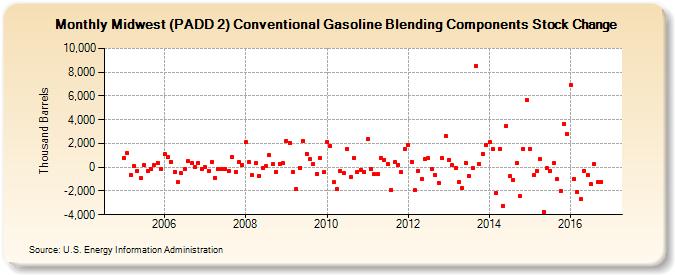 Monthly Midwest (PADD 2) Conventional Gasoline Blending Components Stock Change
Thousand Barrels
10,000
8,000
6,000
4,000
2,000
0
-2,000
-4,000
2006 2008 2010 2012 2014 2016
Source: U.S. Energy Information Administration